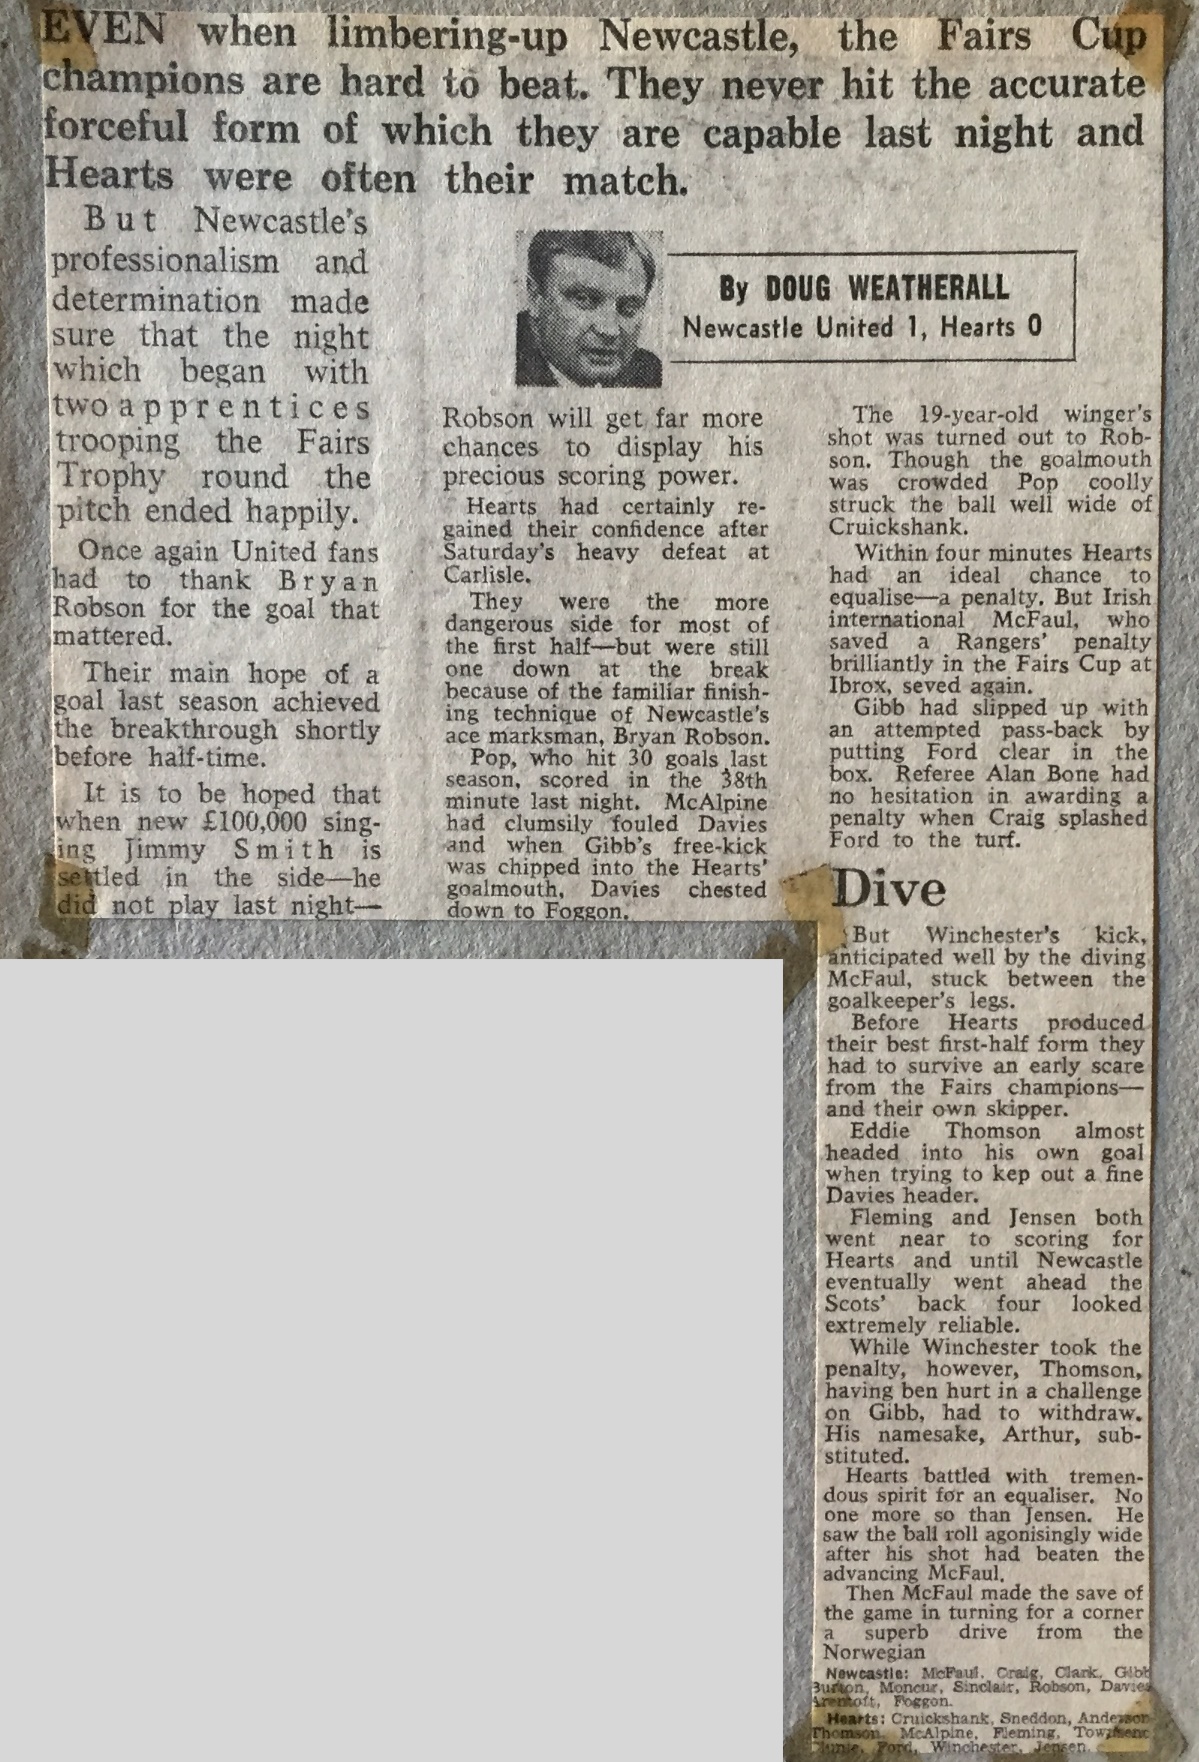 EVEN when limbering-up Newcastle, the Fairs Cup
champions are hard to beat. They never hit the accurate
forceful form of which they are capable last night and
Hearts were often their match.
But Newcastle's
professionalism and
determination made
sure that the night
which began with
two apprentices
trooping the Fairs
Trophy round the
pitch ended happily.
Once again United fans
had to thank Bryan
Robson for the goal that
mattered.
Their main hope of a
goal last season achieved
the breakthrough shortly
before half-time.
It is to be hoped that
when new £100,000 sing-
ing Jimmy Smith is
settled in the side—he
did not play last night—
By DOUG WEATHERALL
Newcastle United 1, Hearts 0
Robson will get far more
chances to display his
precious scoring power.
Hearts had certainly re-
gained their confidence after
Saturday's heavy defeat at
Carlisle.
They were the more
dangerous side for most of
the first half—but were still
one down at the break
because of the familiar finish-
ing technique of Newcastle's
ace marksman, Bryan Robson.
Pop, who hit 30 goals last
season, scored in the 38th
minute last night. McAlpine
had clumsily fouled Davies
and when Gibb's free-kick
was chipped into the Hearts'
goalmouth, Davies chested
down to Foggon.
The 19-year-old winger's
shot was turned out to Rob-
son. Though the goalmouth
was crowded Pop coolly
struck the ball well wide of
Cruickshank.
Within four minutes Hearts
had an ideal chance to
equalise—a penalty. But Irish
international McFaul, who
saved a Rangers' penalty
brilliantly in the Fairs Cup at
Ibrox, seved again.
Gibb had slipped up with
an attempted pass-back by
putting Ford clear in the
box. Referee Alan Bone had
no hesitation in awarding a
penalty when Craig splashed
Ford to the turf.
Dive
But Winchester's kick,
anticipated well by the diving
McFaul, stuck between the
goalkeeper's legs.
Before Hearts produced
their best first-half form they
had to survive an early scare
from the Fairs champions—
and their own skipper.
Eddie Thomson almost
headed into his own goal
when trying to kep out a fine
Davies header.
Fleming and Jensen both
went near to scoring for
Hearts and until Newcastle
eventually went ahead the
Scots' back four looked
extremely reliable.
While Winchester took the
penalty, however, Thomson,
having ben hurt in a challenge
on Gibb, had to withdraw.
His namesake, Arthur, sub-
stituted.
Hearts battled with tremen-
dous spirit for an equaliser. No
one more so than Jensen. He
saw the ball roll agonisingly wide
after his shot had beaten the
advancing McFaul.
Then McFaul made the save of
the game in turning for a corner
a superb drive from the
Norwegian
Newcastle: McFaul, Craig, Clark, Gibb
Burton, Moncur, Sinclair, Robson, Davies
Arentoft, Foggon.
Hearts: Cruickshank, Sneddon, Anderson
Thomson, McAlpine, Fleming, Townsend
Ford, Winchester, Jensen.